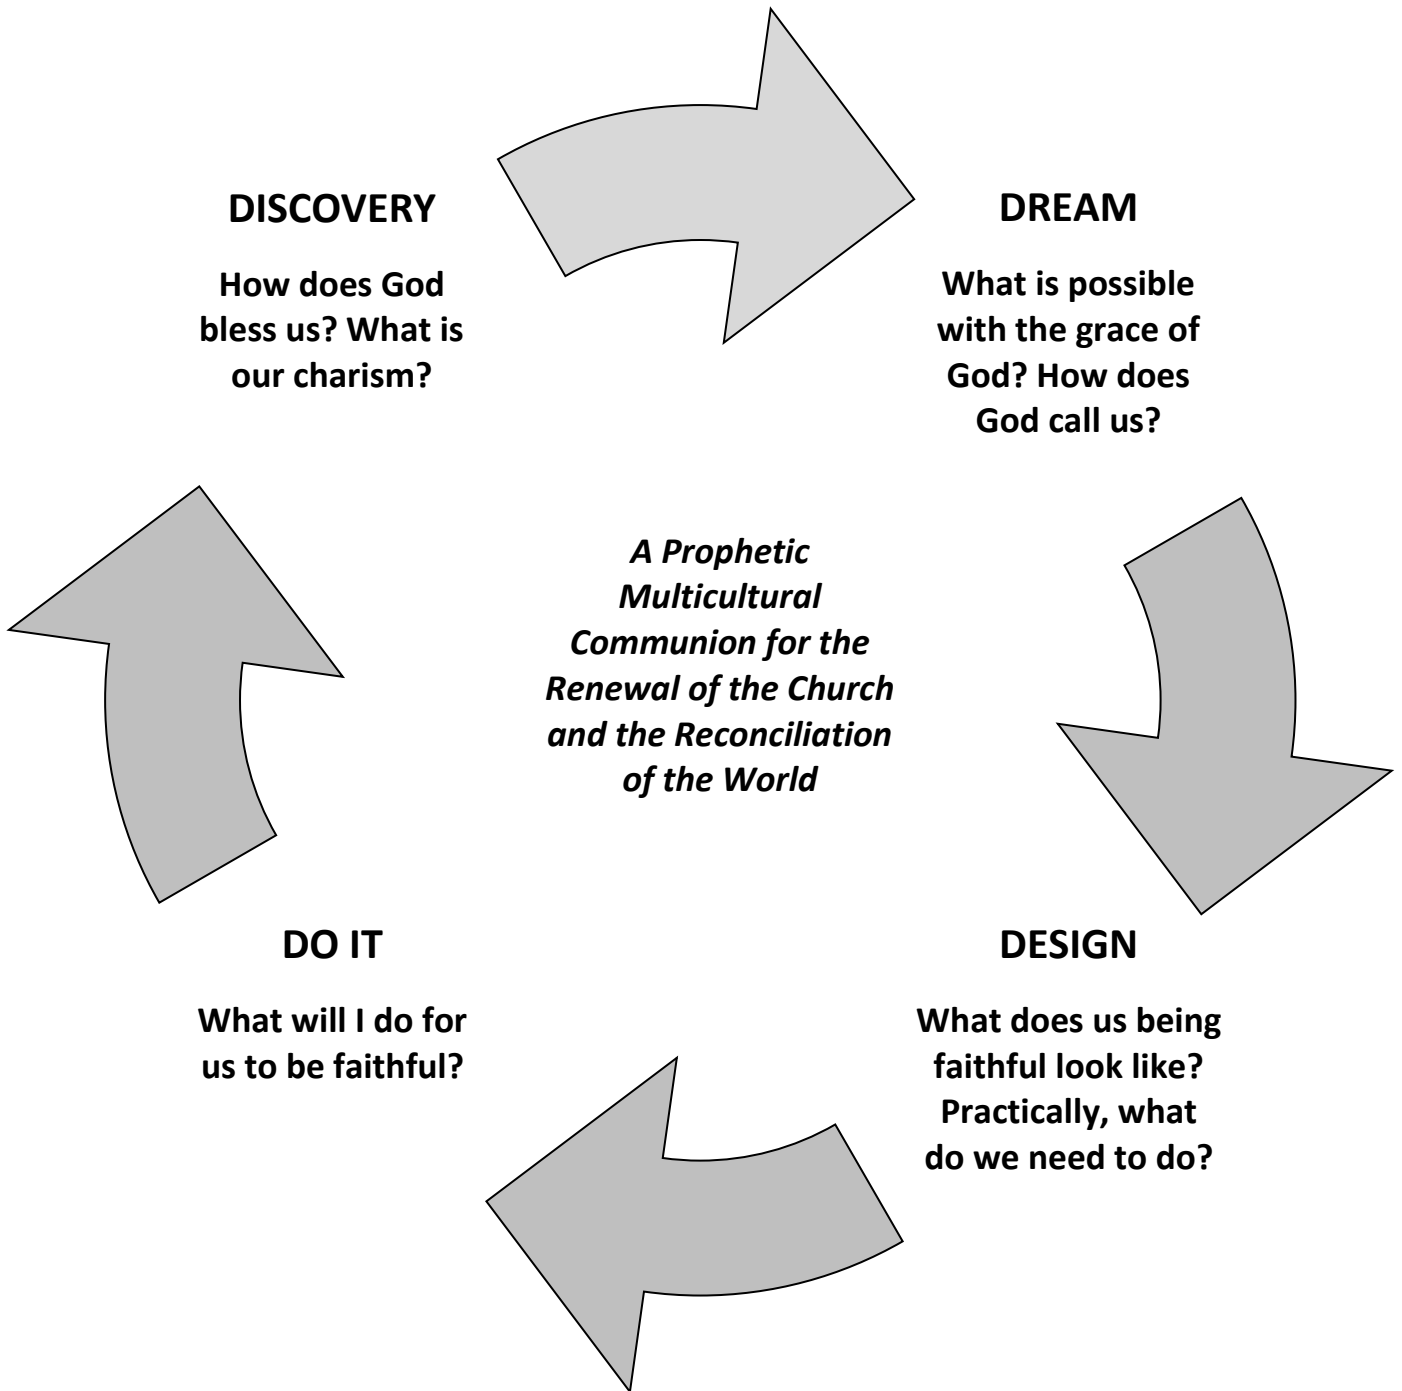 DISCOVERY
How does God
bless us? What is
our charism?
DREAM
What is possible
with the grace of
God? How does
God call us?
A Prophetic
Multicultural
Communion for the
Renewal of the Church
and the Reconciliation
of the World
DO IT
What will I do for
us to be faithful?
DESIGN
What does us being
faithful look like?
Practically, what
do we need to do?